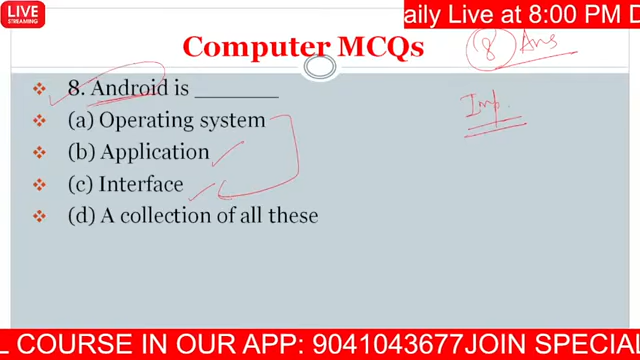 LIVE
STREAMING
aily Live at 8:00 PM D
Computer MCQs
8 Ans
Imp.
8. Android is ________
(a) Operating system
(b) Application
(c) Interface
(d) A collection of all these
L COURSE IN OUR APP: 9041043677JOIN SPECIAL